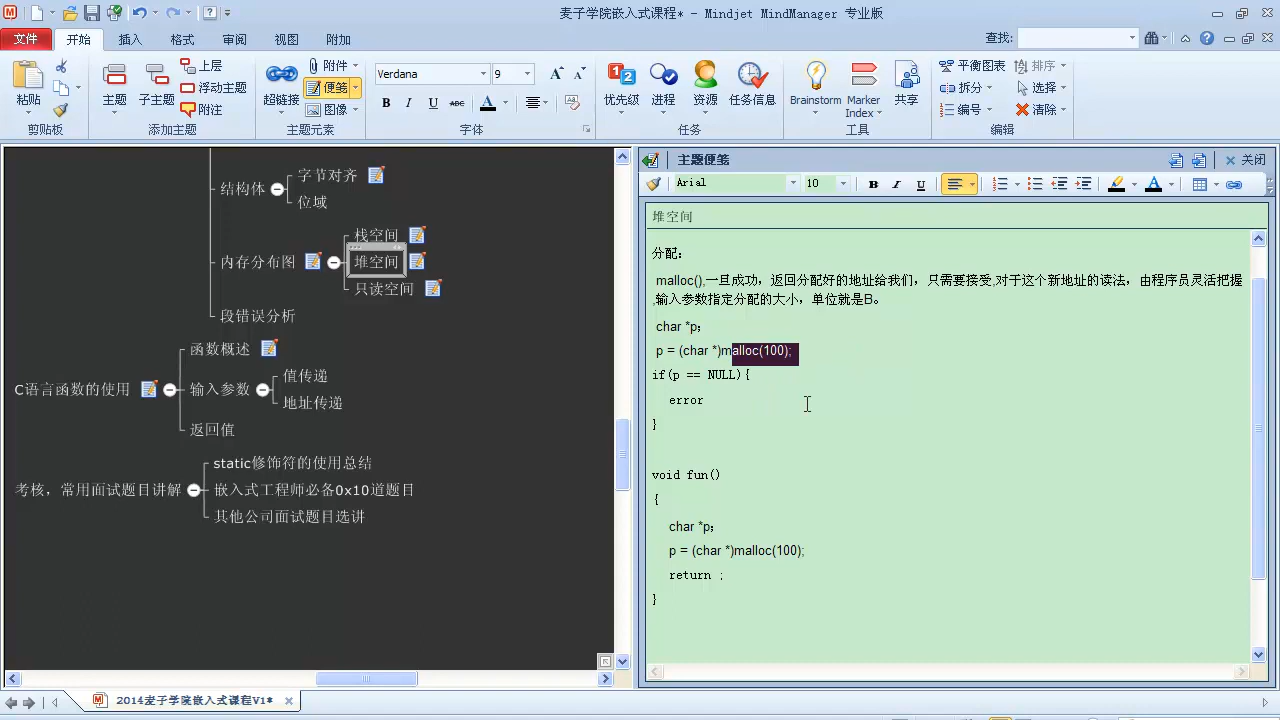 麦子学院嵌入式课程* - Mindjet MindManager 专业版
文件 开始 插入 格式 审阅 视图 附加 查找:
粘贴 主题 子主题 上层 浮动主题 附注 超链接 附件 便笺 图像 Verdana 9 B I U ABC A 优先级 进程 资源 任务信息 Brainstorm Marker Index 共享 平衡图表 拆分 编号 排序 选择 清除
剪贴板 添加主题 主题元素 字体 任务 工具 编辑
结构体
字节对齐
位域
内存分布图
栈空间
堆空间
只读空间
段错误分析
C语言函数的使用
函数概述
输入参数
值传递
地址传递
返回值
考核，常用面试题目讲解
static修饰符的使用总结
嵌入式工程师必备0x10道题目
其他公司面试题目选讲
主题便笺 关闭
Arial 10 B I U A
堆空间
分配：
malloc(),一旦成功，返回分配好的地址给我们，只需要接受,对于这个新地址的读法，由程序员灵活把握
输入参数指定分配的大小，单位就是B。
char *p；
p = (char *)malloc(100);
if(p == NULL){
error
}
void fun()
{
char *p；
p = (char *)malloc(100);
return ;
}
2014麦子学院嵌入式课程V1*